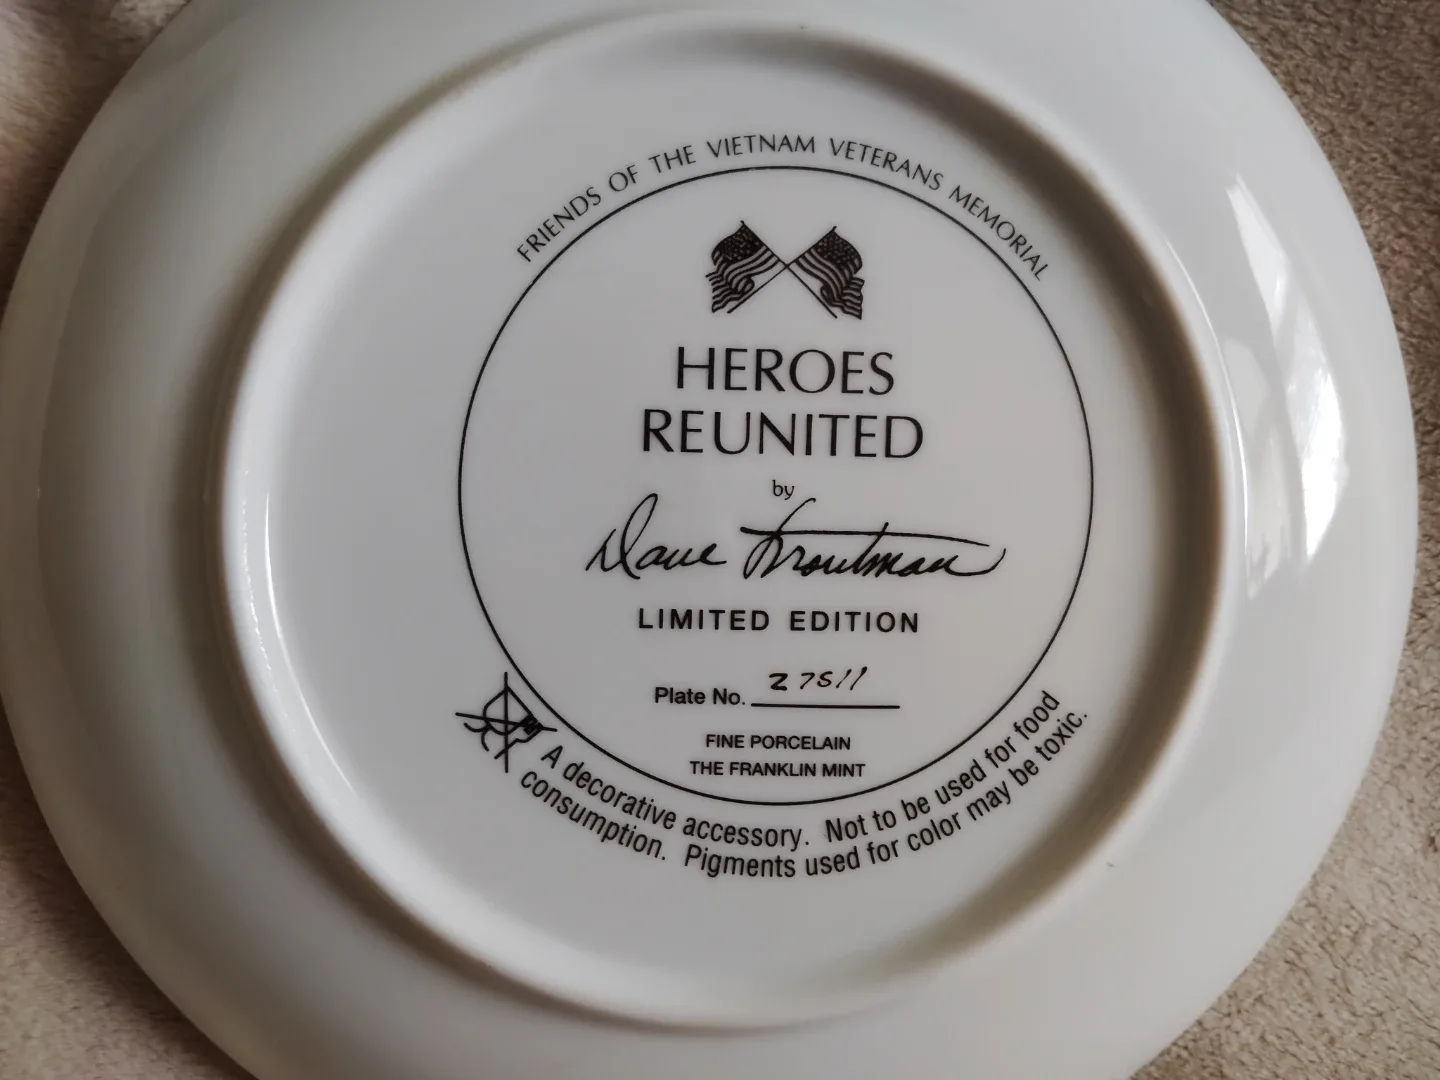 FRIENDS OF THE VIETNAM VETERANS MEMORIAL
HEROES
REUNITED
by
Dave Troutman
LIMITED EDITION
Plate No. Z7511
FINE PORCELAIN
THE FRANKLIN MINT
A decorative accessory. Not to be used for food
consumption. Pigments used for color may be toxic.